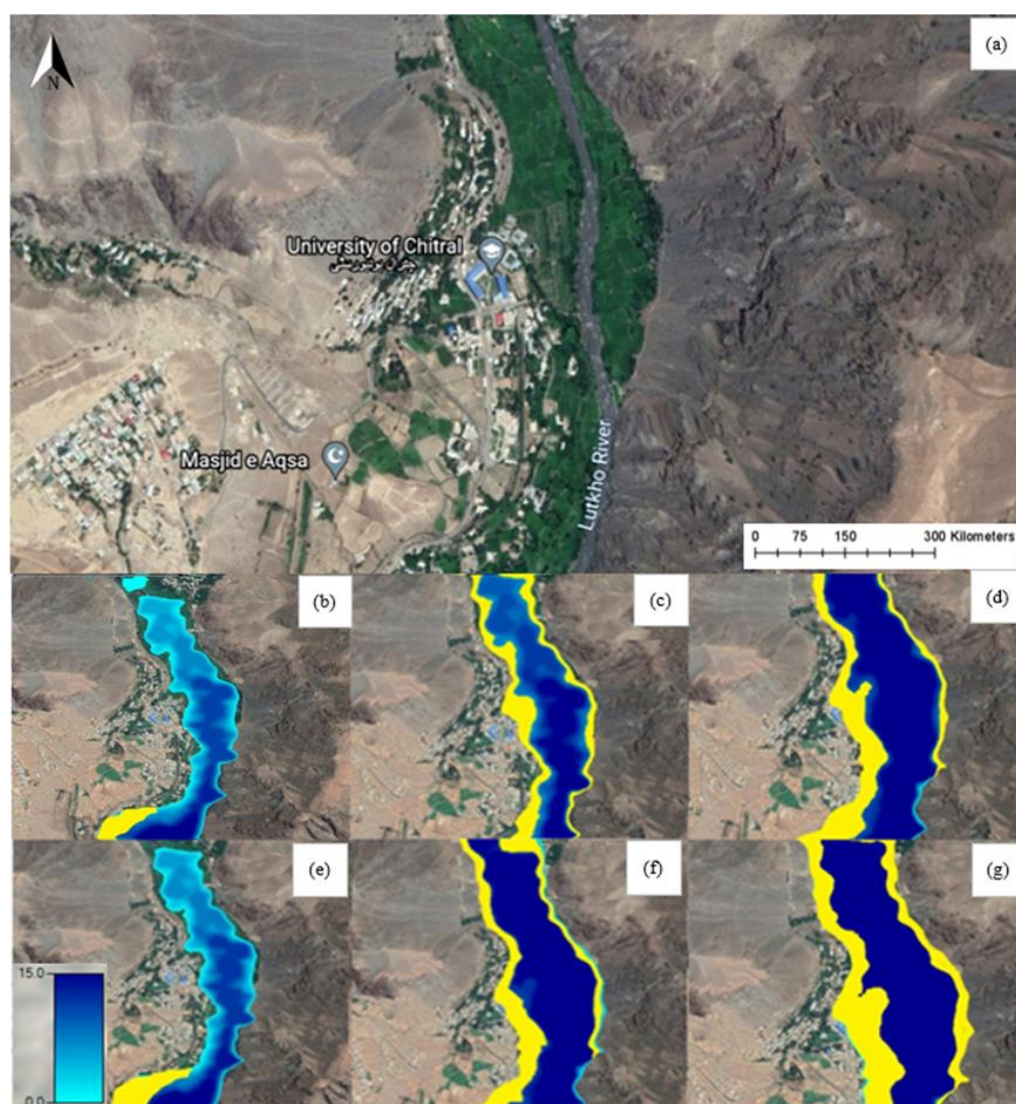 (a)
N
University of Chitral
Masjid e Aqsa
Lutkho River
0 75 150 300 Kilometers
(b)
(c)
(d)
(e)
(f)
(g)
15.0
0.0